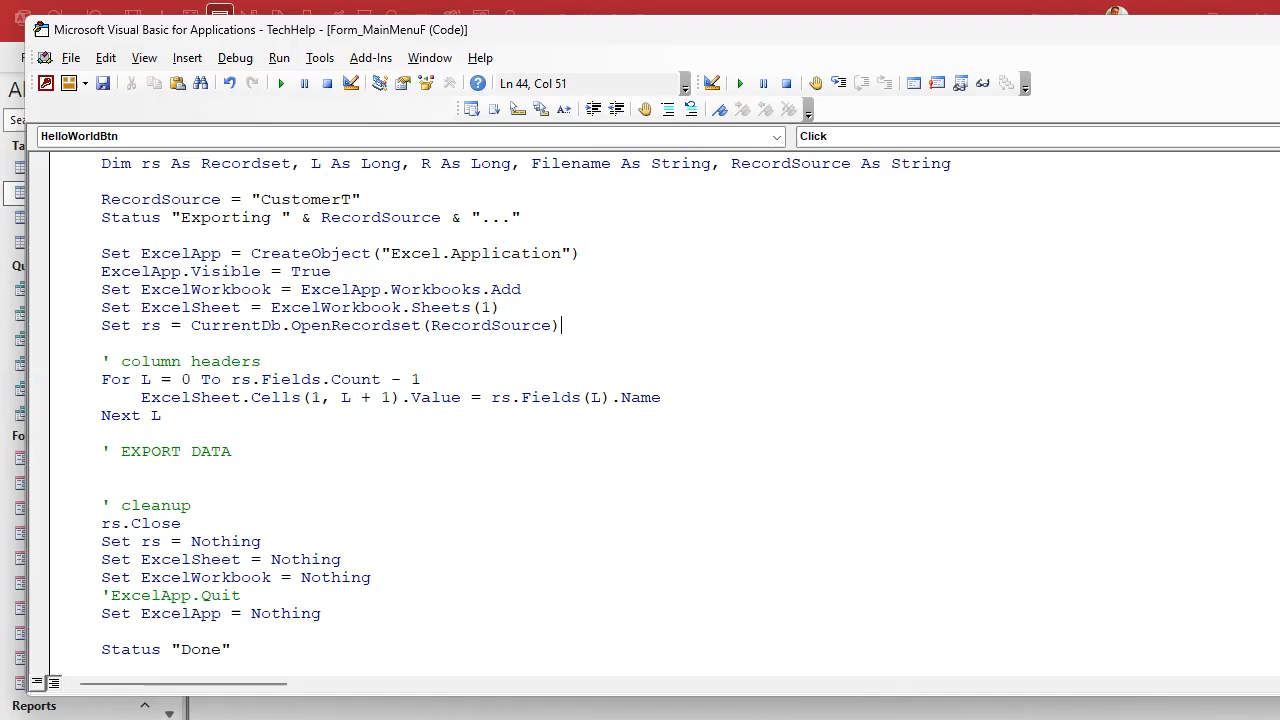 Microsoft Visual Basic for Applications - TechHelp - [Form_MainMenuF (Code)]
File Edit View Insert Debug Run Tools Add-Ins Window Help
Ln 44, Col 51
HelloWorldBtn
Click
Dim rs As Recordset, L As Long, R As Long, Filename As String, RecordSource As String
RecordSource = "CustomerT"
Status "Exporting " & RecordSource & "..."
Set ExcelApp = CreateObject("Excel.Application")
ExcelApp.Visible = True
Set ExcelWorkbook = ExcelApp.Workbooks.Add
Set ExcelSheet = ExcelWorkbook.Sheets(1)
Set rs = CurrentDb.OpenRecordset(RecordSource)
' column headers
For L = 0 To rs.Fields.Count - 1
ExcelSheet.Cells(1, L + 1).Value = rs.Fields(L).Name
Next L
' EXPORT DATA
' cleanup
rs.Close
Set rs = Nothing
Set ExcelSheet = Nothing
Set ExcelWorkbook = Nothing
'ExcelApp.Quit
Set ExcelApp = Nothing
Status "Done"
Reports